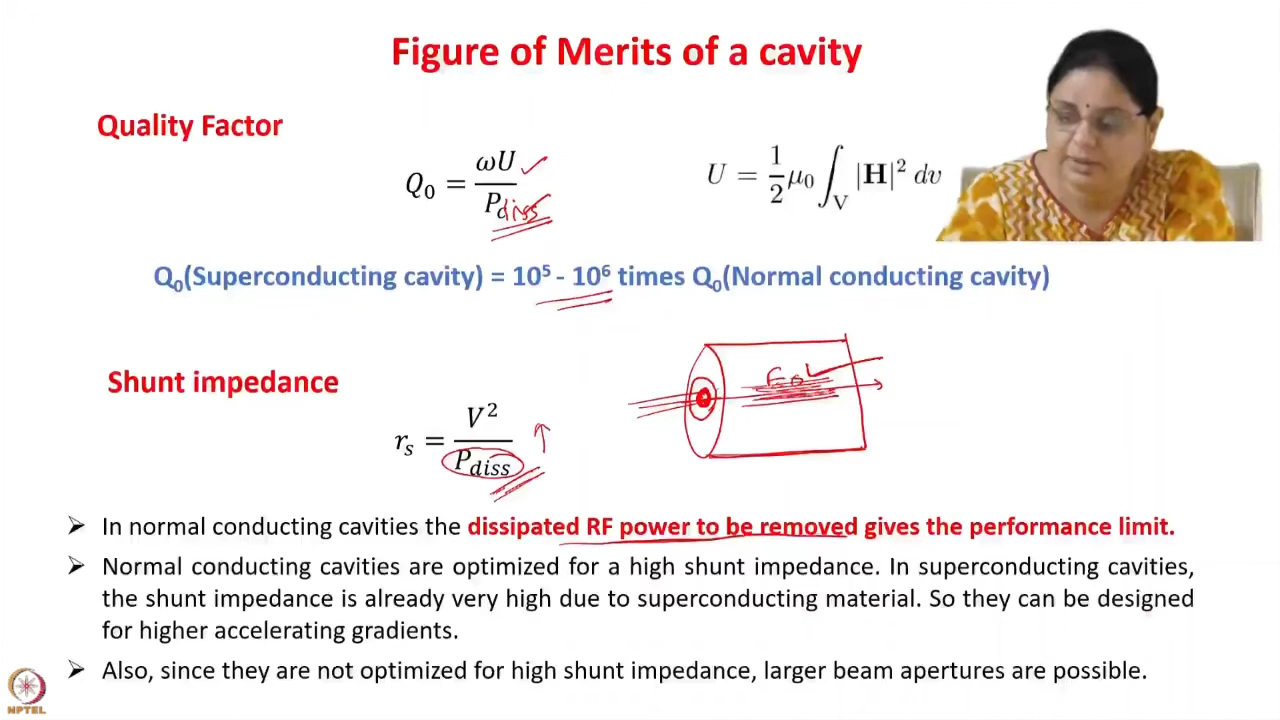 Figure of Merits of a cavity
Quality Factor
Q₀ = ωU / P_diss
U = 1/2 μ₀ ∫_V |H|² dv
Q₀(Superconducting cavity) = 10⁵ - 10⁶ times Q₀(Normal conducting cavity)
Shunt impedance
r_s = V² / P_diss
➢ In normal conducting cavities the dissipated RF power to be removed gives the performance limit.
➢ Normal conducting cavities are optimized for a high shunt impedance. In superconducting cavities,
the shunt impedance is already very high due to superconducting material. So they can be designed
for higher accelerating gradients.
➢ Also, since they are not optimized for high shunt impedance, larger beam apertures are possible.
NPTEL